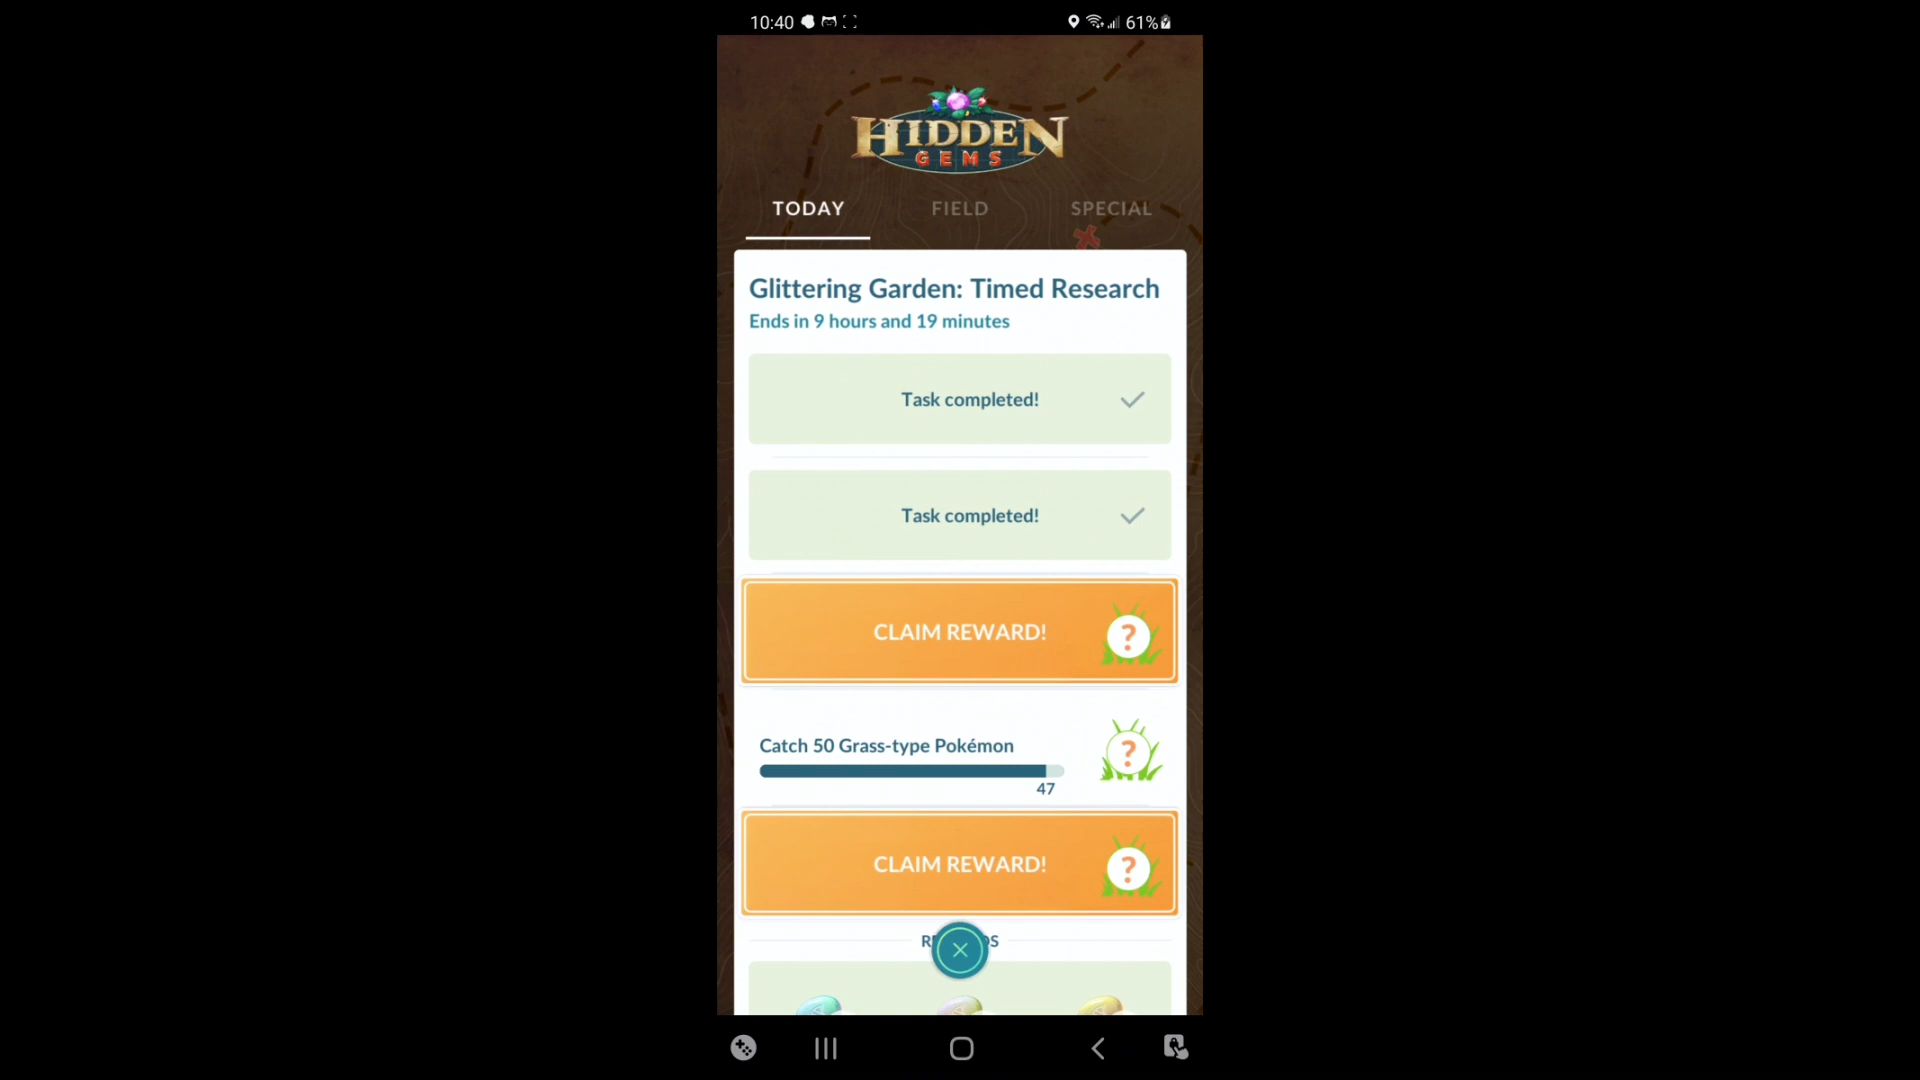 10:40
61%
HIDDEN
GEMS
TODAY FIELD SPECIAL
Glittering Garden: Timed Research
Ends in 9 hours and 19 minutes
Task completed!
Task completed!
CLAIM REWARD!
?
Catch 50 Grass-type Pokémon
?
47
CLAIM REWARD!
?